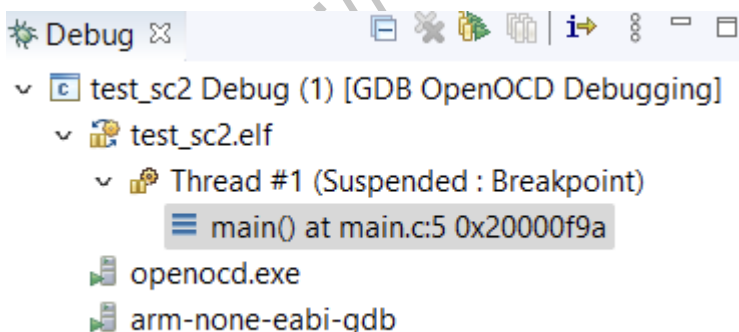 Debug
test_sc2 Debug (1) [GDB OpenOCD Debugging]
test_sc2.elf
Thread #1 (Suspended : Breakpoint)
main() at main.c:5 0x20000f9a
openocd.exe
arm-none-eabi-gdb